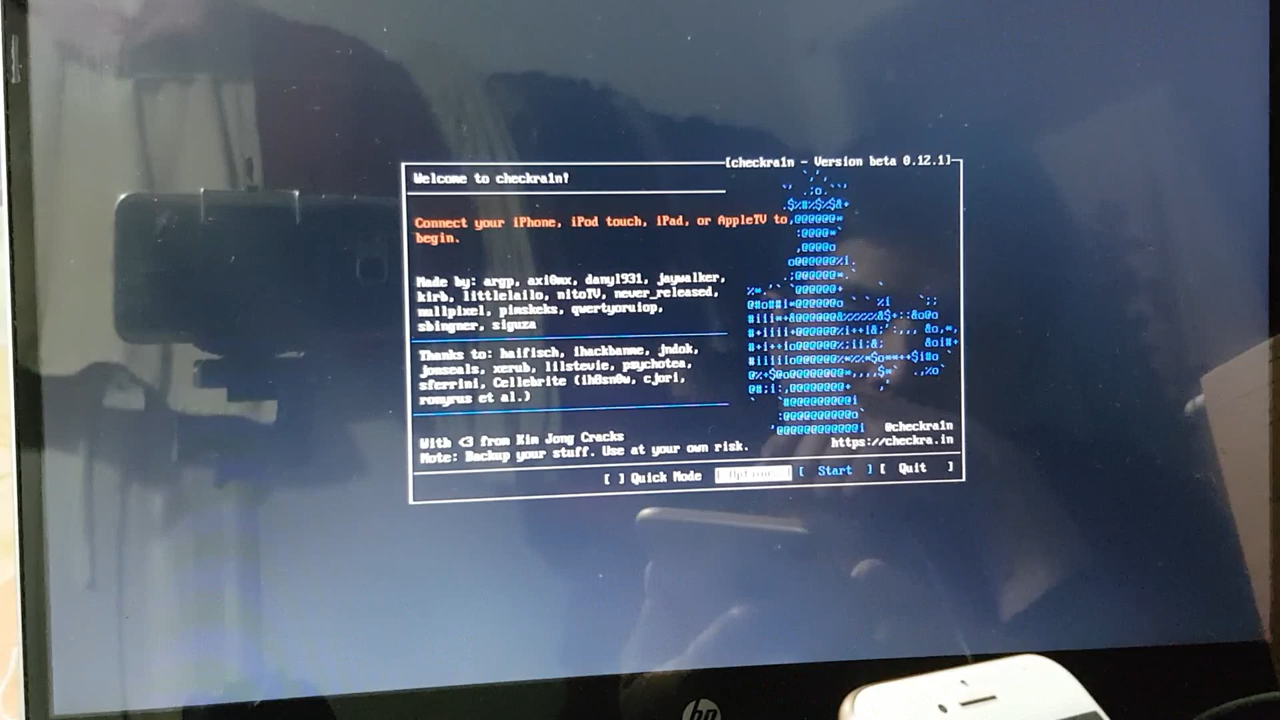 [checkra1n - Version beta 0.12.1]
Welcome to checkra1n!
Connect your iPhone, iPod touch, iPad, or AppleTV to
begin.
Made by: argp, axi0mx, danyl931, jaywalker,
kirb, littlelailo, nitoTV, never_released,
nullpixel, pimskeks, qwertyoruiop,
sbingner, siguza
Thanks to: haifisch, ihackbanme, jndok,
jonseals, xerub, lilstevie, psychotea,
sferrini, Cellebrite (ih8sn0w, cjori,
ronyrus et al.)
With <3 from Kim Jong Cracks
Note: Backup your stuff. Use at your own risk.
@checkra1n
https://checkra.in
[ ] Quick Mode [ Options ] [ Start ] [ Quit ]
hp